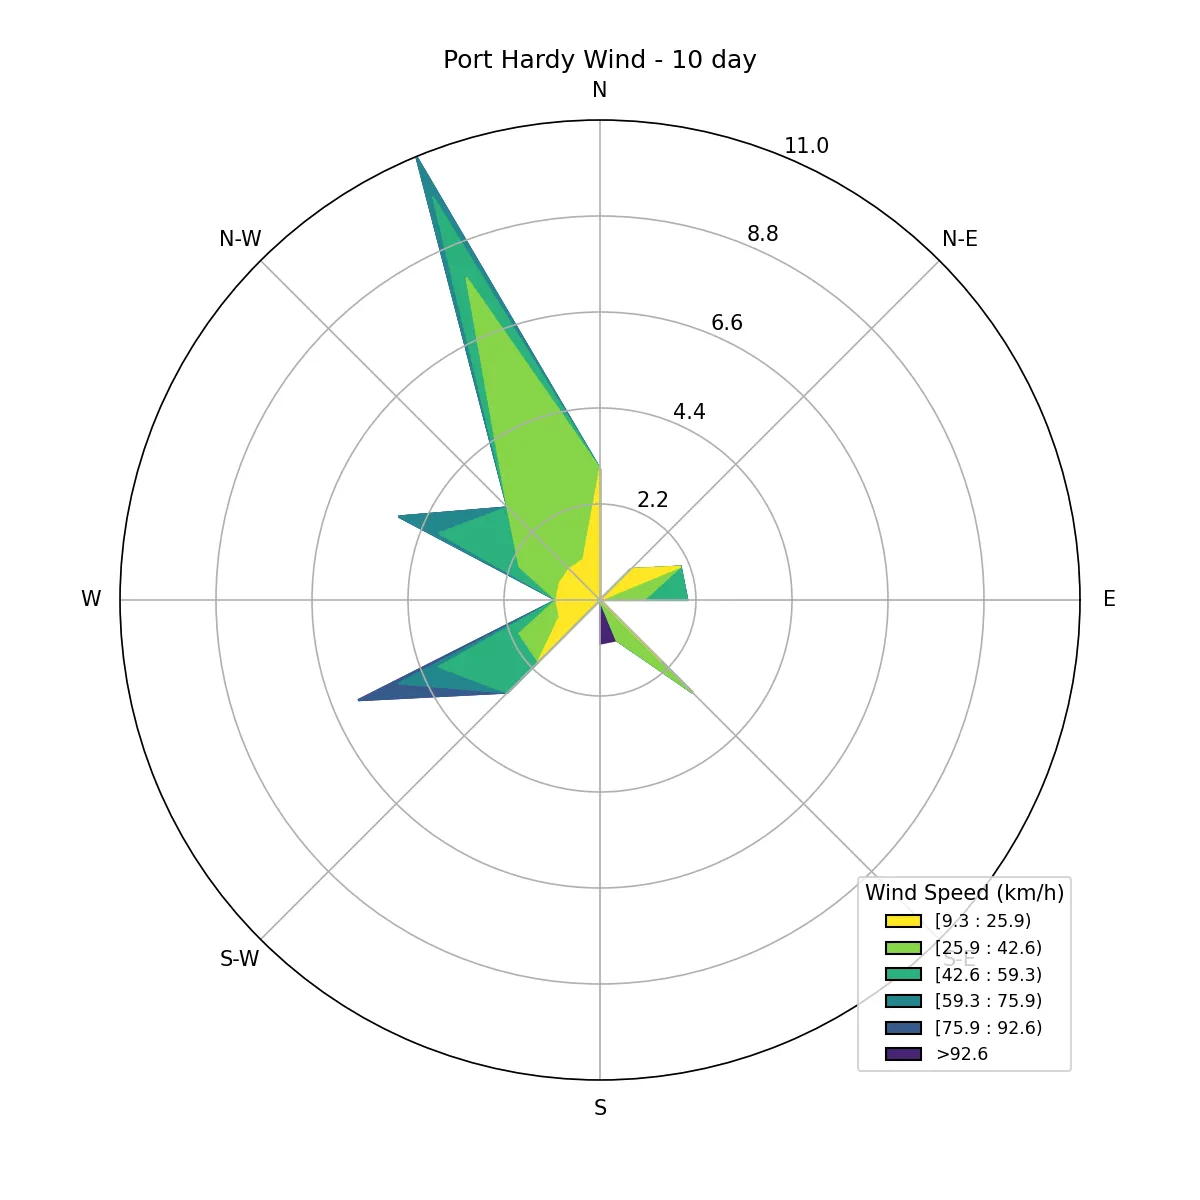 Port Hardy Wind - 10 day
N
11.0
N-W
8.8
N-E
6.6
4.4
2.2
W
E
Wind Speed (km/h)
[9.3 : 25.9)
[25.9 : 42.6)
S-W
S-E
[42.6 : 59.3)
[59.3 : 75.9)
[75.9 : 92.6)
>92.6
S